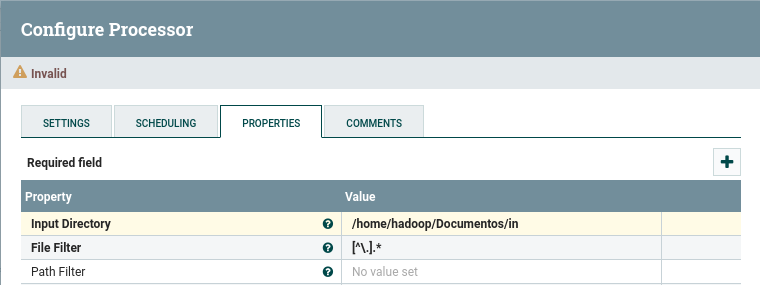 Configure Processor
Invalid
SETTINGS SCHEDULING PROPERTIES COMMENTS
Required field
Property Value
Input Directory /home/hadoop/Documentos/in
File Filter [^\.].*
Path Filter No value set